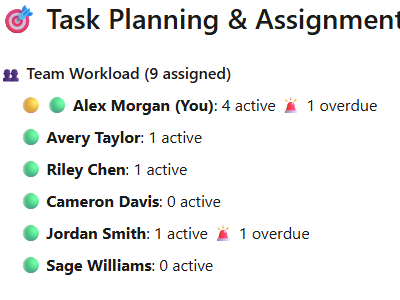 Task Planning & Assignment
Team Workload (9 assigned)
Alex Morgan (You): 4 active 1 overdue
Avery Taylor: 1 active
Riley Chen: 1 active
Cameron Davis: 0 active
Jordan Smith: 1 active 1 overdue
Sage Williams: 0 active